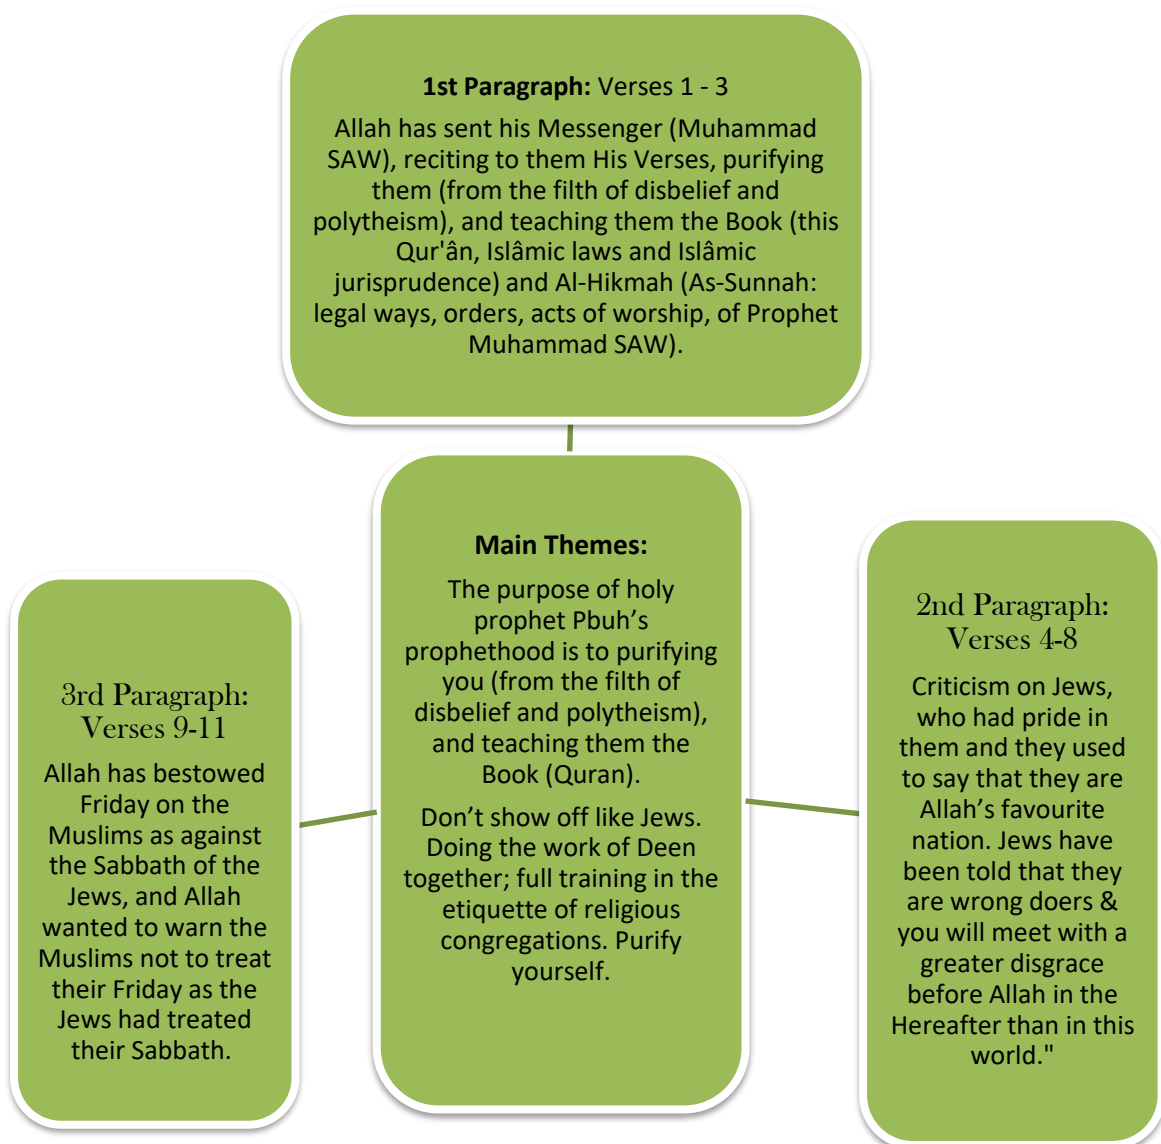 1st Paragraph: Verses 1 - 3
Allah has sent his Messenger (Muhammad
SAW), reciting to them His Verses, purifying
them (from the filth of disbelief and
polytheism), and teaching them the Book (this
Qur'ân, Islâmic laws and Islâmic
jurisprudence) and Al-Hikmah (As-Sunnah:
legal ways, orders, acts of worship, of Prophet
Muhammad SAW).
Main Themes:
The purpose of holy
prophet Pbuh’s
prophethood is to purifying
you (from the filth of
disbelief and polytheism),
and teaching them the
Book (Quran).
Don’t show off like Jews.
Doing the work of Deen
together; full training in the
etiquette of religious
congregations. Purify
yourself.
2nd Paragraph:
Verses 4-8
Criticism on Jews,
who had pride in
them and they used
to say that they are
Allah’s favourite
nation. Jews have
been told that they
are wrong doers &
you will meet with a
greater disgrace
before Allah in the
Hereafter than in this
world."
3rd Paragraph:
Verses 9-11
Allah has bestowed
Friday on the
Muslims as against
the Sabbath of the
Jews, and Allah
wanted to warn the
Muslims not to treat
their Friday as the
Jews had treated
their Sabbath.